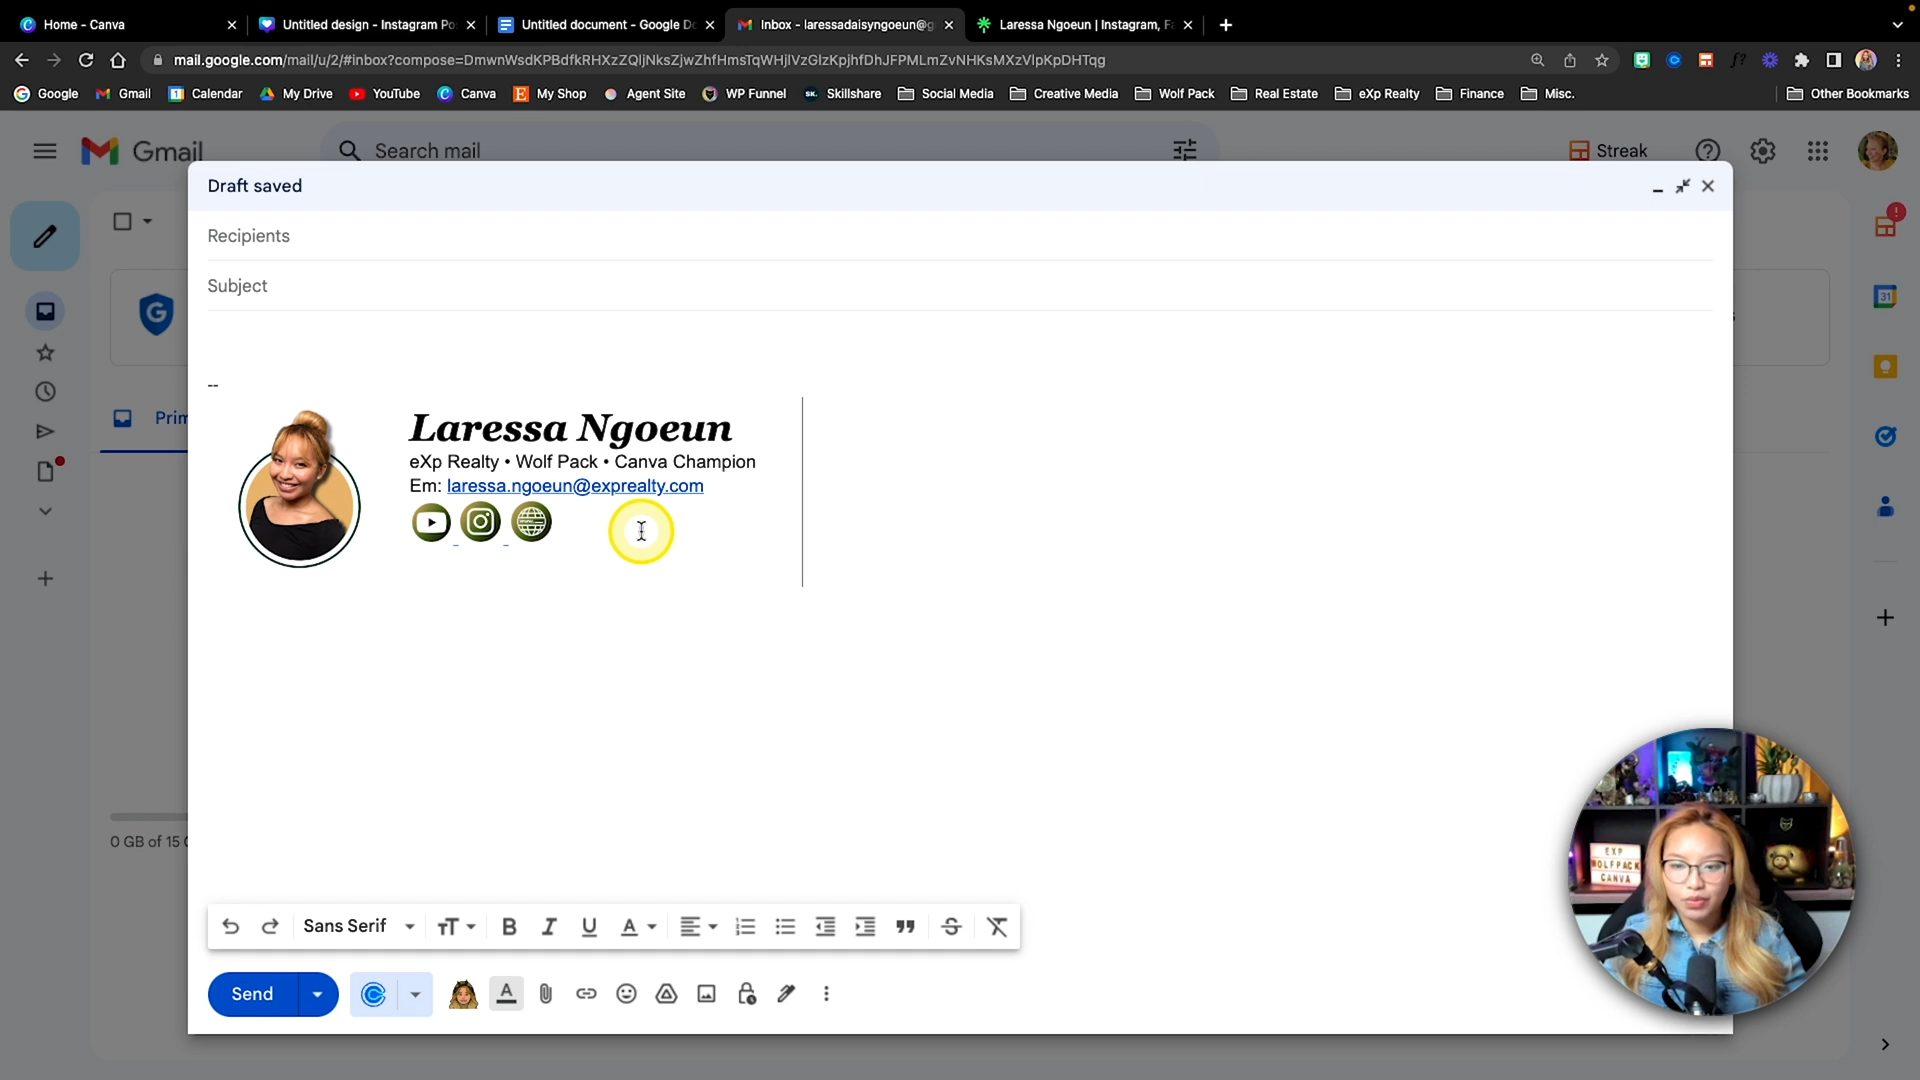 Home - Canva
Untitled design - Instagram Po
Untitled document - Google Do
Inbox - laressadaisyngoeun@g
Laressa Ngoeun | Instagram, Fa
mail.google.com/mail/u/2/#inbox?compose=DmwnWsdKPBdfkRHXzZQljNksZjwZhfHmsTqWHjlVzGlzKpjhfDhJFPMLmZvNHKsMXzVlpKpDHTqg
Google
Gmail
Calendar
My Drive
YouTube
Canva
My Shop
Agent Site
WP Funnel
Skillshare
Social Media
Creative Media
Wolf Pack
Real Estate
eXp Realty
Finance
Misc.
Other Bookmarks
Gmail
Search mail
Streak
Draft saved
Recipients
Subject
Prim
--
Laressa Ngoeun
eXp Realty • Wolf Pack • Canva Champion
Em: laressa.ngoeun@exprealty.com
0 GB of 15 G
EXP
WOLFPACK
CANVA
Sans Serif
Send